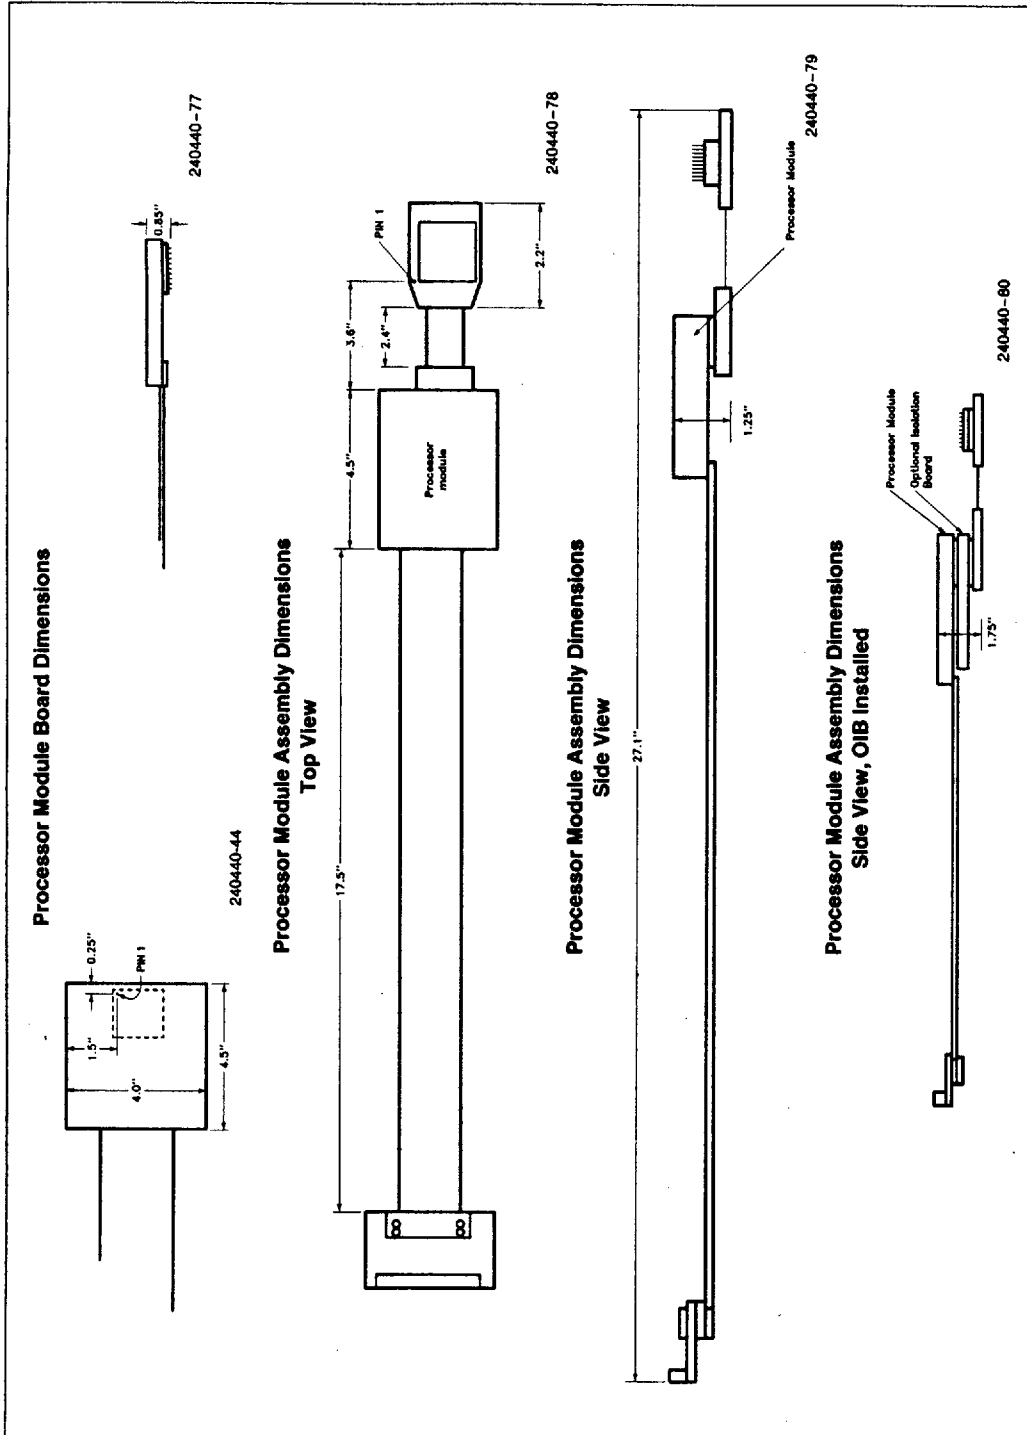 Processor Module Board Dimensions
0.25"
PIN 1
1.5"
4.0"
4.5"
240440-44
0.85"
240440-77
Processor Module Assembly Dimensions
Top View
17.5"
4.5"
3.6"
2.4"
PIN 1
2.2"
Processor
module
240440-78
Processor Module Assembly Dimensions
Side View
27.1"
1.25"
Processor Module
240440-79
Processor Module Assembly Dimensions
Side View, OIB Installed
1.75"
Processor Module
Optional Isolation
Board
240440-80